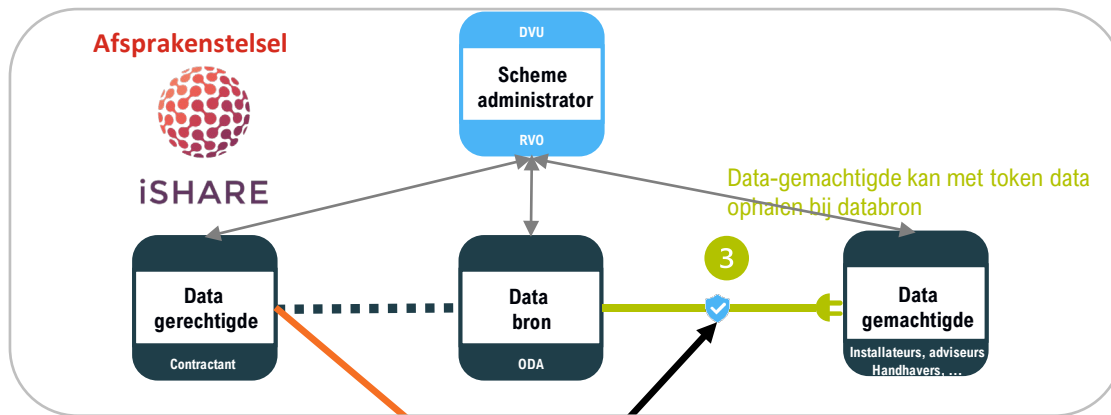 Afsprakenstelsel
iSHARE
DVU
Scheme
administrator
RVO
Data-gemachtigde kan met token data
ophalen bij databron
3
Data
gerechtigde
Contractant
Data
bron
ODA
Data
gemachtigde
Installateurs, adviseurs
Handhavers, ...